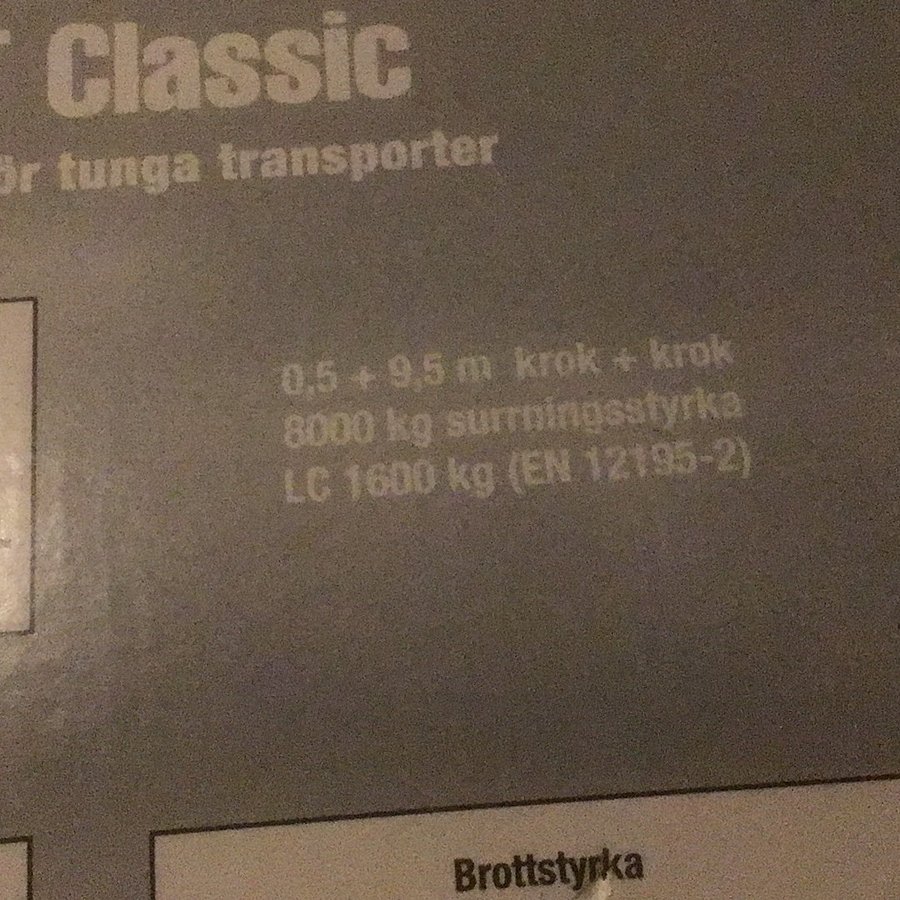 Classic
ör tunga transporter
0,5 + 9,5 m krok + krok
8000 kg surrningsstyrka
LC 1600 kg (EN 12195-2)
Brottstyrka